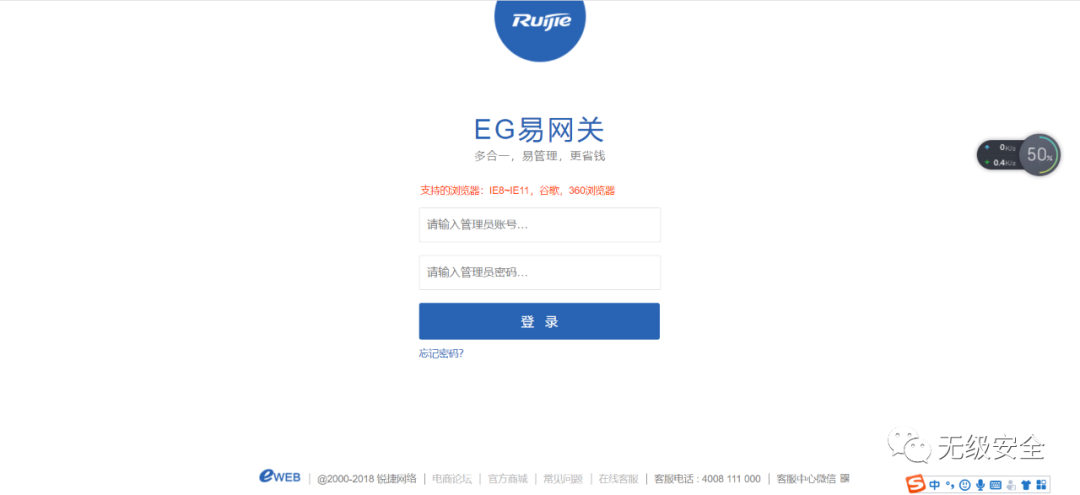 Ruijie
EG易网关
多合一，易管理，更省钱
支持的浏览器：IE8~IE11，谷歌，360浏览器
0K/s
0.4K/s
50%
请输入管理员账号...
请输入管理员密码...
登 录
忘记密码?
无级安全
eWEB | @2000-2018 锐捷网络 | 电商论坛 | 官方商城 | 常见问题 | 在线客服 | 客服电话 : 4008 111 000 | 客服中心微信
S 中